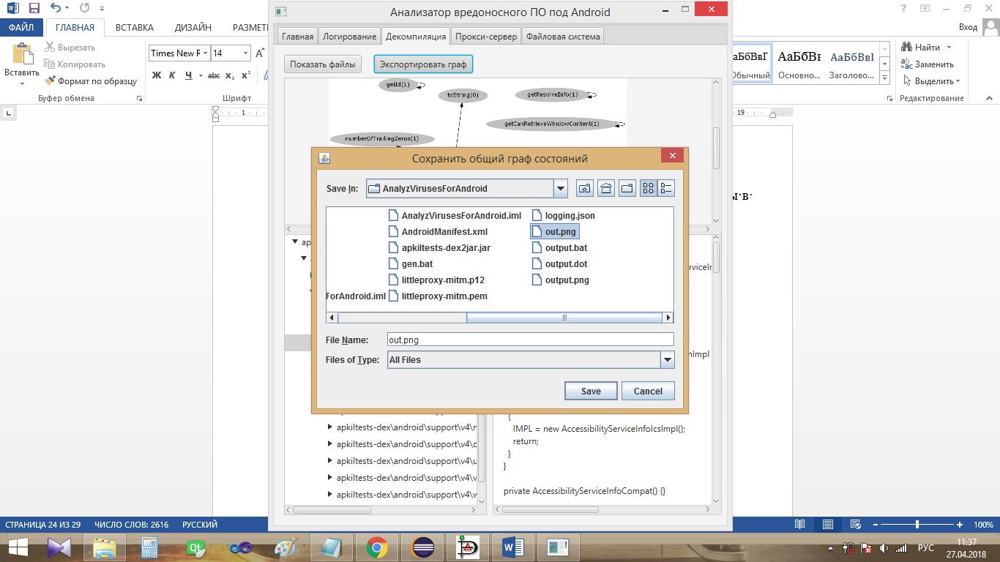 Анализатор вредоносного ПО под Android
ФАЙЛ
ГЛАВНАЯ
ВСТАВКА
ДИЗАЙН
Вход
Главная
Логирование
Декомпиляция
Прокси-сервер
Файловая система
Вставить
Вырезать
Копировать
Формат по образцу
Буфер обмена
Times New
14
Ж К Ч abc x₂ x²
Шрифт
Показать файлы
Экспортировать граф
Основно...
Заголово...
Найти
Заменить
Выделить
Редактирование
1
19
getId(1)
toString(0)
getResolveInfo(1)
getCanRetrieveWindowContent(1)
numberOfTrailingZeros(1)
Сохранить общий граф состояний
Save In:
AnalyzVirusesForAndroid
AnalyzVirusesForAndroid.iml
logging.json
AndroidManifest.xml
out.png
apkiltests-dex2jar.jar
output.bat
gen.bat
output.dot
littleproxy-mitm.p12
output.png
ForAndroid.iml
littleproxy-mitm.pem
File Name:
out.png
Files of Type:
All Files
Save
Cancel
apkiltests-dex\android\support\v4\
apkiltests-dex\android\support\v4\
apkiltests-dex\android\support\v4\
apkiltests-dex\android\support\v4\
apkiltests-dex\android\support\v4\
{
IMPL = new AccessibilityServiceInfoIcsImpl();
return;
}
}
private AccessibilityServiceInfoCompat() {}
СТРАНИЦА 24 ИЗ 29
ЧИСЛО СЛОВ: 2616
РУССКИЙ
100%
Qt
РУС
11:37
27.04.2018